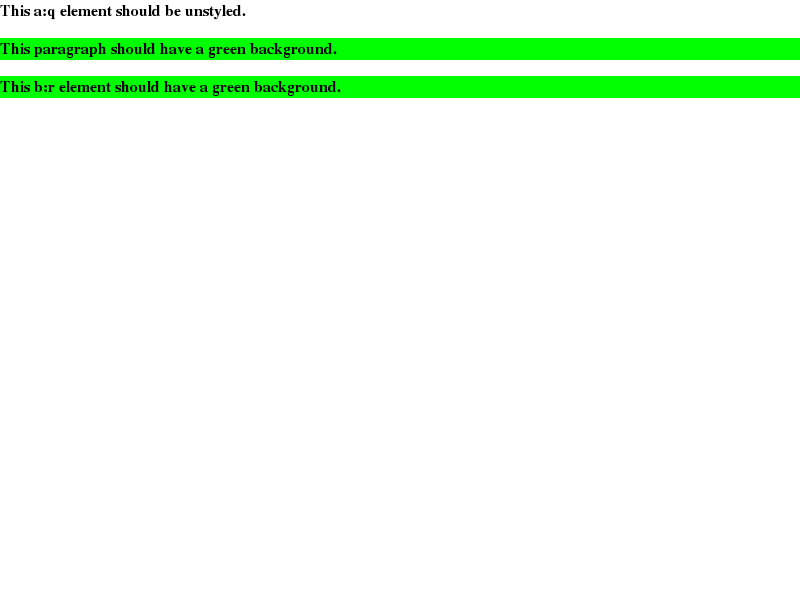 This a:q element should be unstyled.
This paragraph should have a green background.
This b:r element should have a green background.